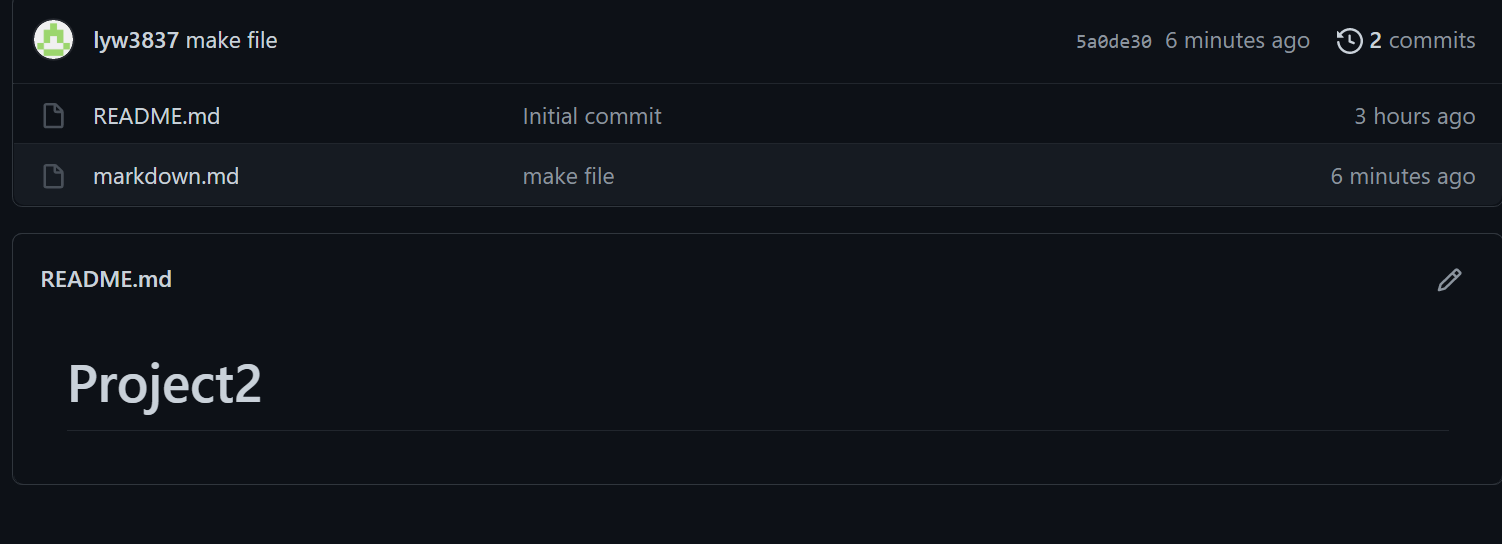 lyw3837 make file 5a0de30 6 minutes ago 2 commits
README.md Initial commit 3 hours ago
markdown.md make file 6 minutes ago
README.md
Project2